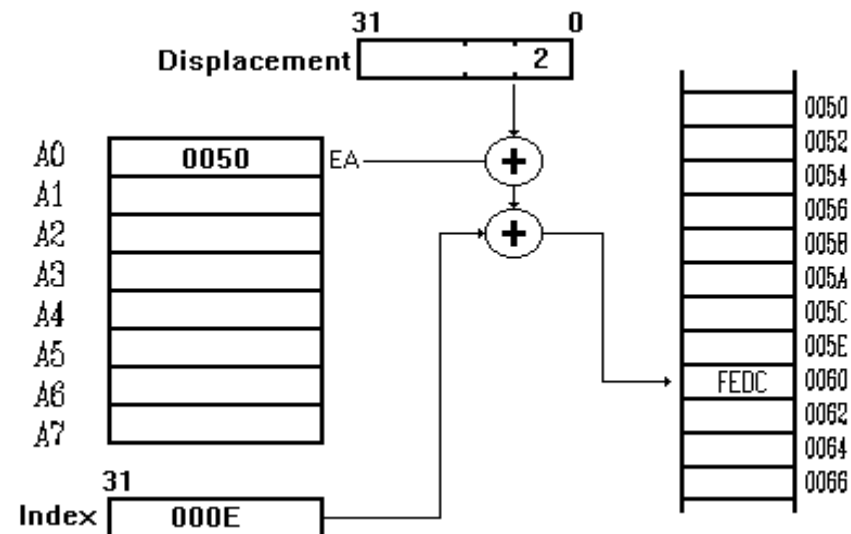 31 0
Displacement 2
A0 0050 EA +
A1
A2 +
A3
A4
A5
A6
A7
31
Index 000E
0050
0052
0054
0056
0058
005A
005C
005E
FEDC 0060
0062
0064
0066